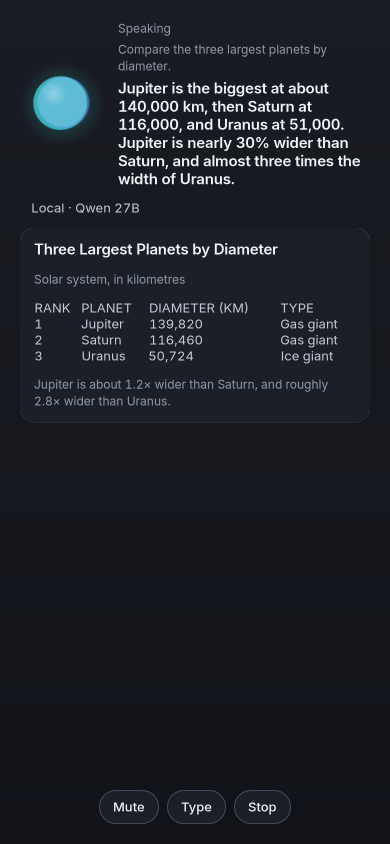 Speaking
Compare the three largest planets by
diameter.
Jupiter is the biggest at about
140,000 km, then Saturn at
116,000, and Uranus at 51,000.
Jupiter is nearly 30% wider than
Saturn, and almost three times the
width of Uranus.
Local · Qwen 27B
Three Largest Planets by Diameter
Solar system, in kilometres
RANK PLANET DIAMETER (KM) TYPE
1 Jupiter 139,820 Gas giant
2 Saturn 116,460 Gas giant
3 Uranus 50,724 Ice giant
Jupiter is about 1.2× wider than Saturn, and roughly
2.8× wider than Uranus.
Mute Type Stop